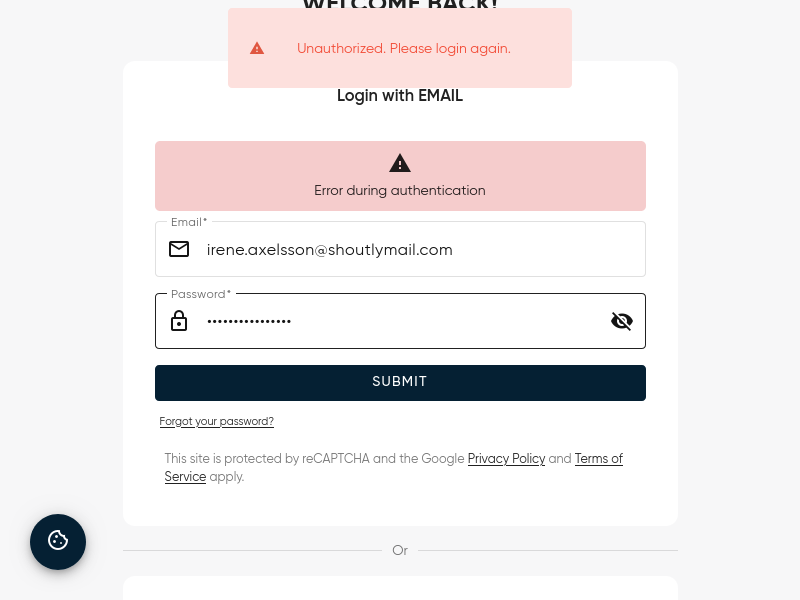 WELCOME BACK!
Unauthorized. Please login again.
Login with EMAIL
Error during authentication
Email*
irene.axelsson@shoutlymail.com
Password*
••••••••••••••••
SUBMIT
Forgot your password?
This site is protected by reCAPTCHA and the Google Privacy Policy and Terms of
Service apply.
Or